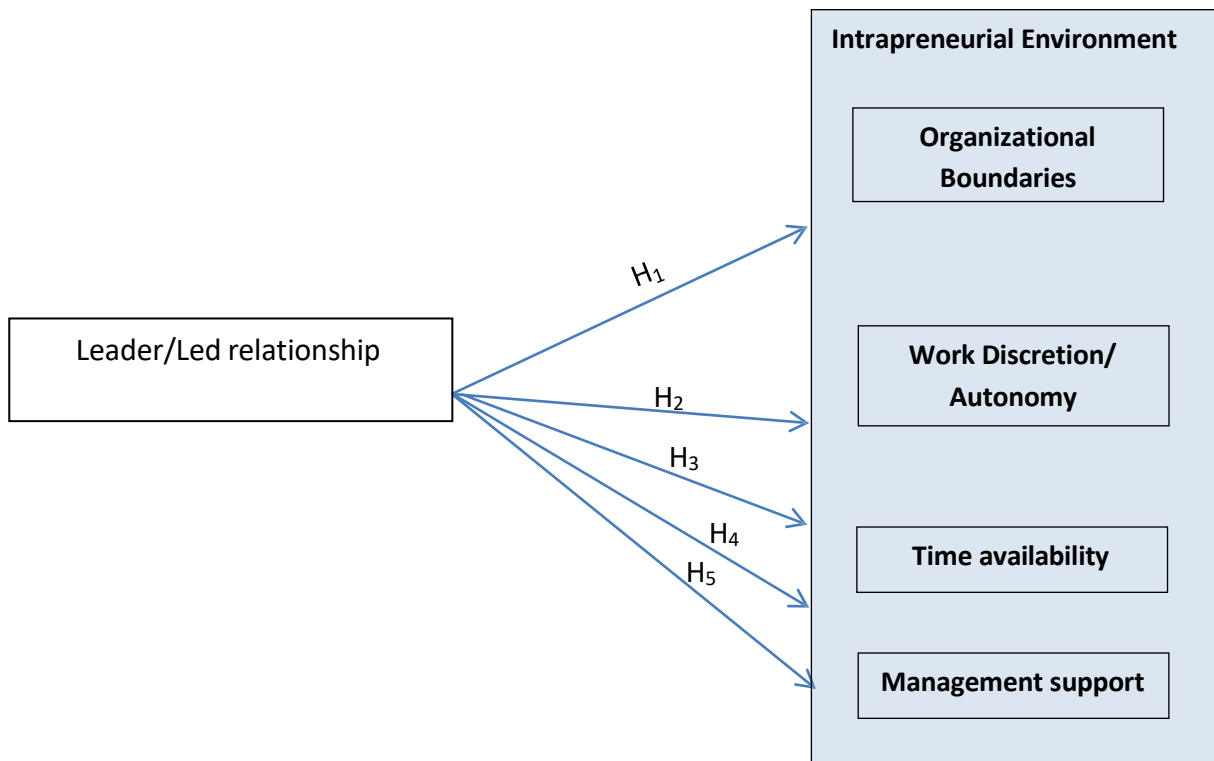 Intrapreneurial Environment
Organizational
Boundaries
H₁
Leader/Led relationship
Work Discretion/
Autonomy
H₂
H₃
H₄
Time availability
H₅
Management support